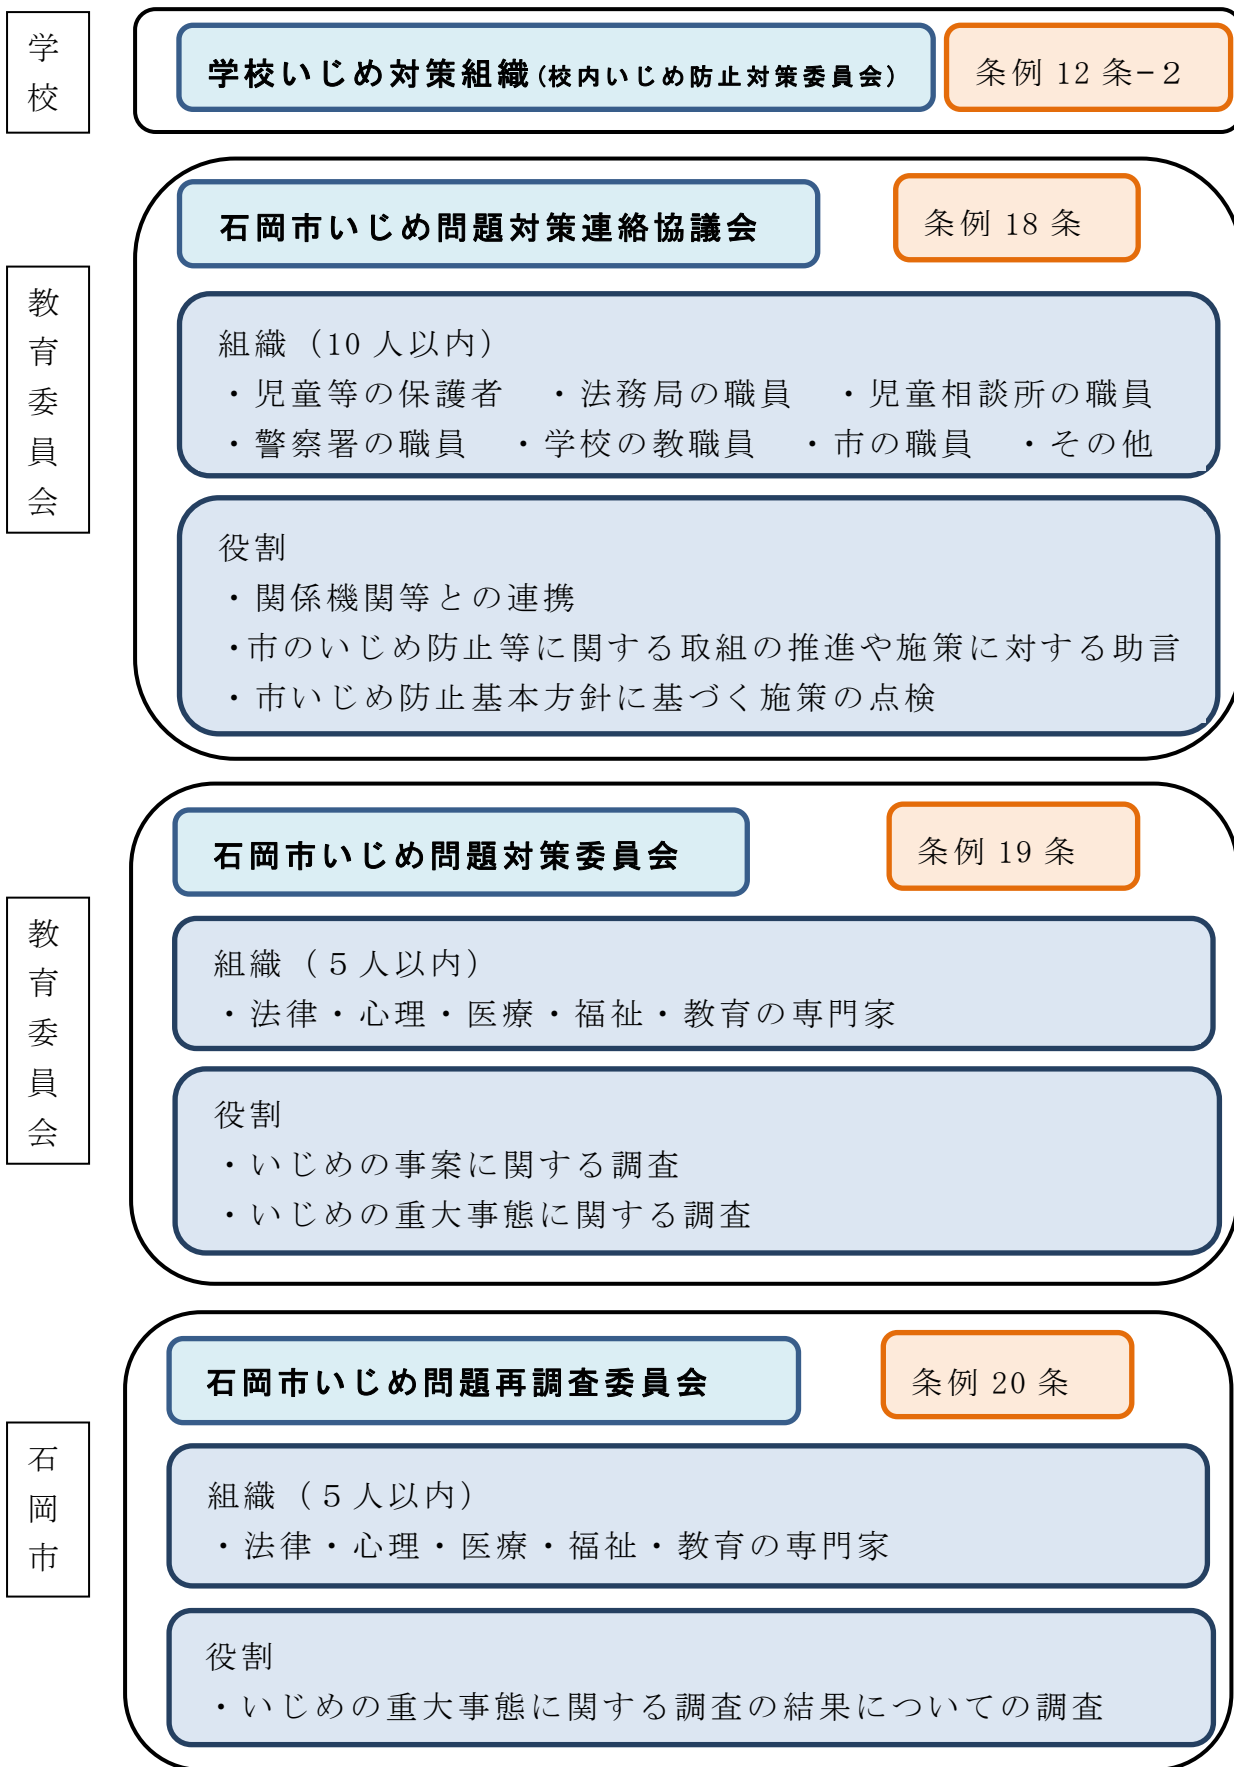 学校
学校いじめ対策組織(校内いじめ防止対策委員会) 条例 12 条−２
教育委員会
石岡市いじめ問題対策連絡協議会 条例 18 条
組織（10 人以内）
・児童等の保護者 ・法務局の職員 ・児童相談所の職員
・警察署の職員 ・学校の教職員 ・市の職員 ・その他
役割
・関係機関等との連携
・市のいじめ防止等に関する取組の推進や施策に対する助言
・市いじめ防止基本方針に基づく施策の点検
教育委員会
石岡市いじめ問題対策委員会 条例 19 条
組織（５人以内）
・法律・心理・医療・福祉・教育の専門家
役割
・いじめの事案に関する調査
・いじめの重大事態に関する調査
石岡市
石岡市いじめ問題再調査委員会 条例 20 条
組織（５人以内）
・法律・心理・医療・福祉・教育の専門家
役割
・いじめの重大事態に関する調査の結果についての調査